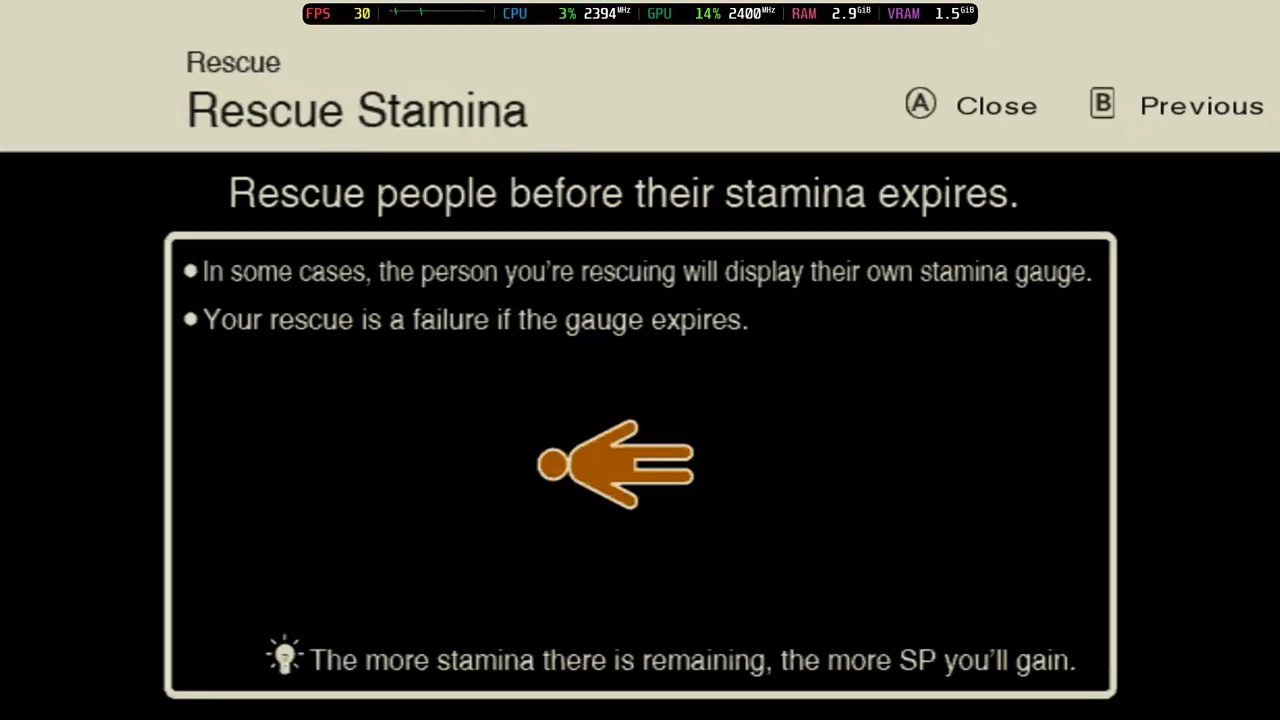 FPS 30 CPU 3% 2394MHz GPU 14% 2400MHz RAM 2.9GiB VRAM 1.5GiB
Rescue
Rescue Stamina
A Close B Previous
Rescue people before their stamina expires.
● In some cases, the person you're rescuing will display their own stamina gauge.
● Your rescue is a failure if the gauge expires.
The more stamina there is remaining, the more SP you'll gain.